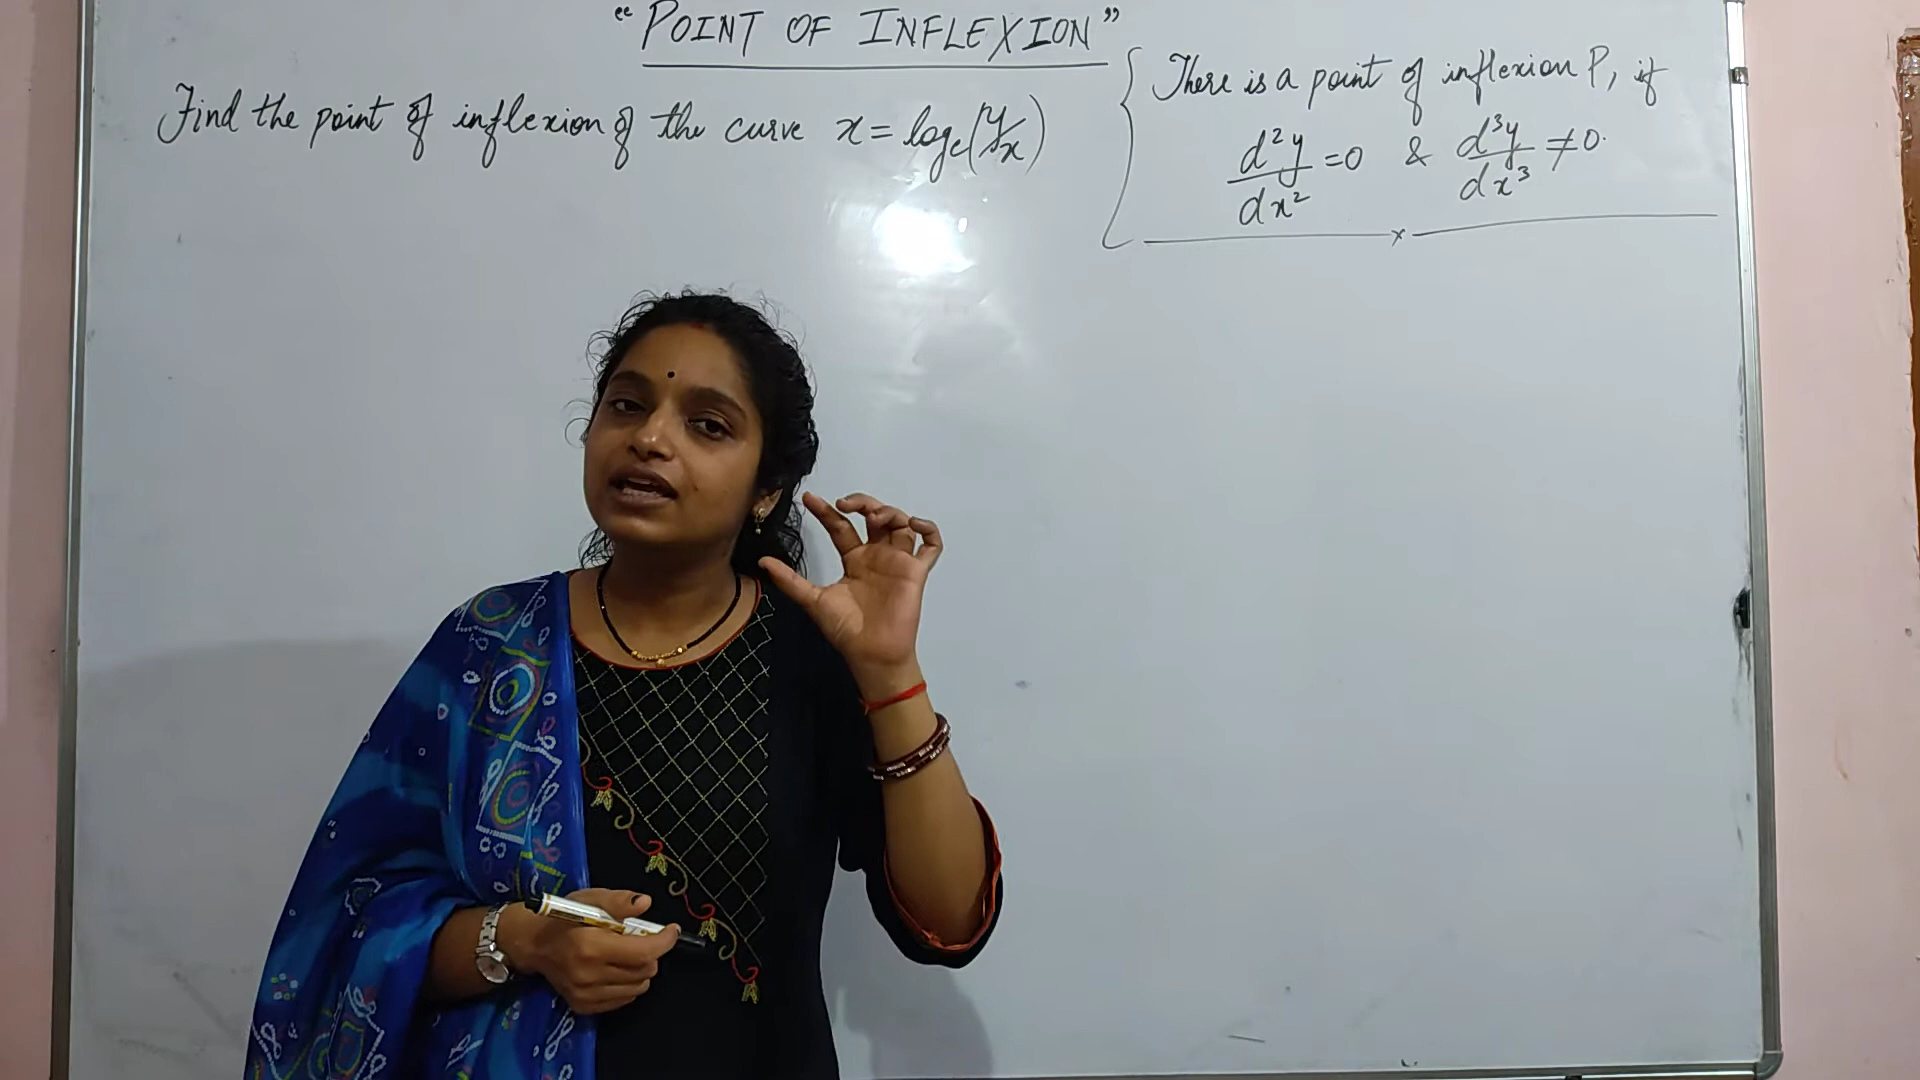 “POINT OF INFLEXION”
Find the point of inflexion of the curve x = logₑ(y/x)
There is a point of inflexion P, if
d²y/dx² = 0 & d³y/dx³ ≠ 0.